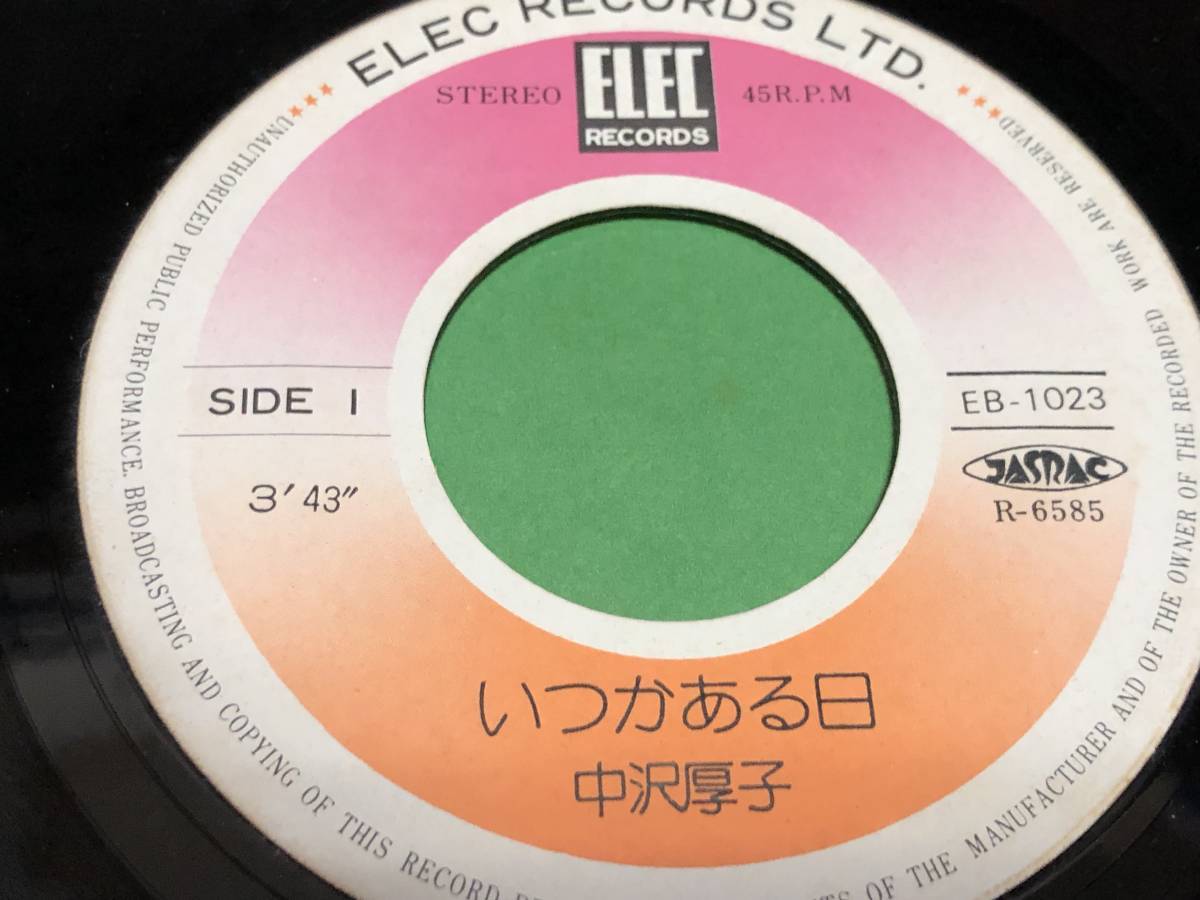 ELEC RECORDS LTD.
STEREO
ELEC
RECORDS
45R.P.M
SIDE 1
3'43"
EB-1023
JASRAC
R-6585
いつかある日
中沢厚子
UNAUTHORIZED PUBLIC PERFORMANCE. BROADCASTING AND COPYING OF THIS RECORD
OF THE MANUFACTURER AND OF THE OWNER OF THE RECORDED WORK ARE RESERVED